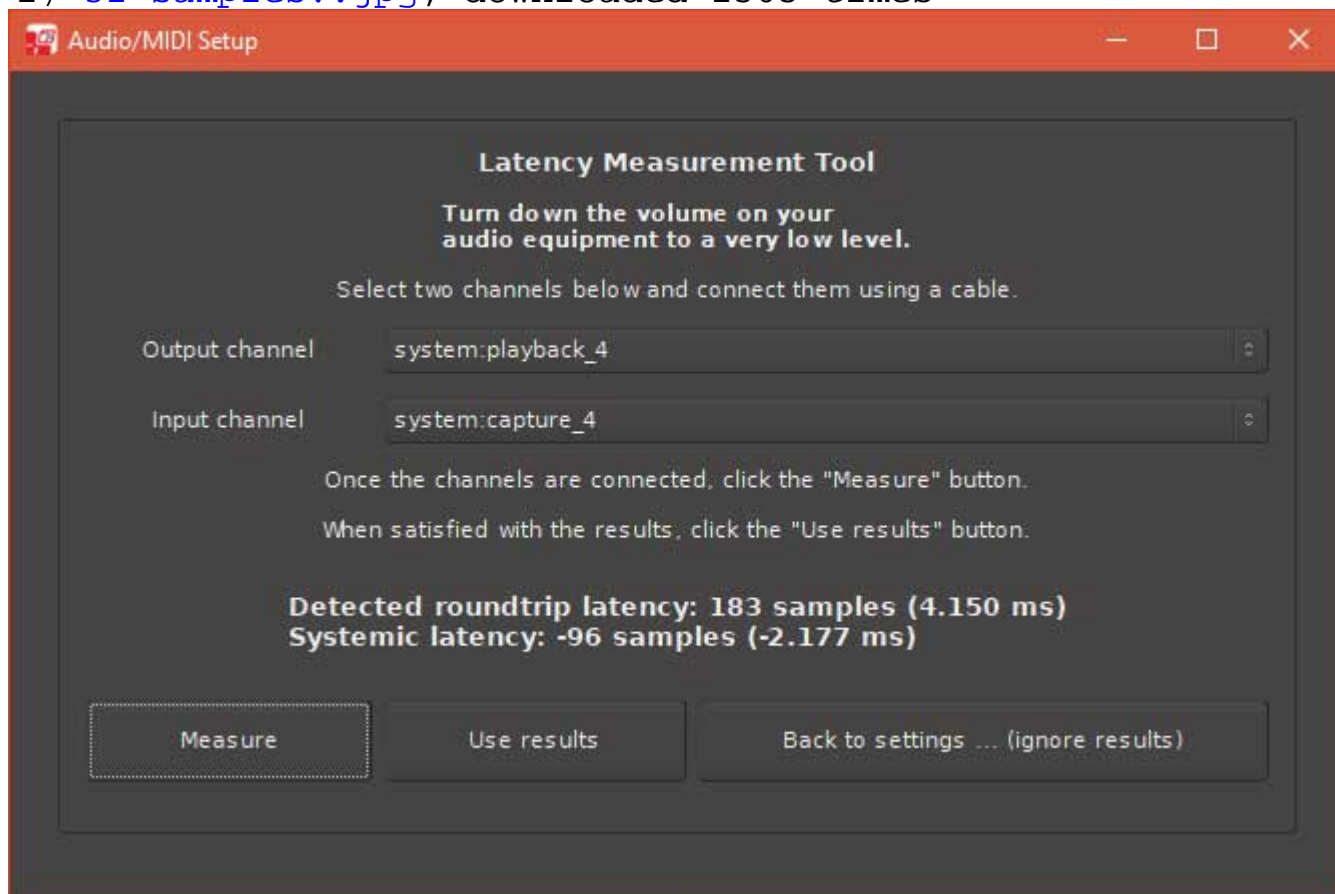 Audio/MIDI Setup
Latency Measurement Tool
Turn down the volume on your
audio equipment to a very low level.
Select two channels below and connect them using a cable.
Output channel system:playback_4
Input channel system:capture_4
Once the channels are connected, click the "Measure" button.
When satisfied with the results, click the "Use results" button.
Detected roundtrip latency: 183 samples (4.150 ms)
Systemic latency: -96 samples (-2.177 ms)
Measure Use results Back to settings ... (ignore results)